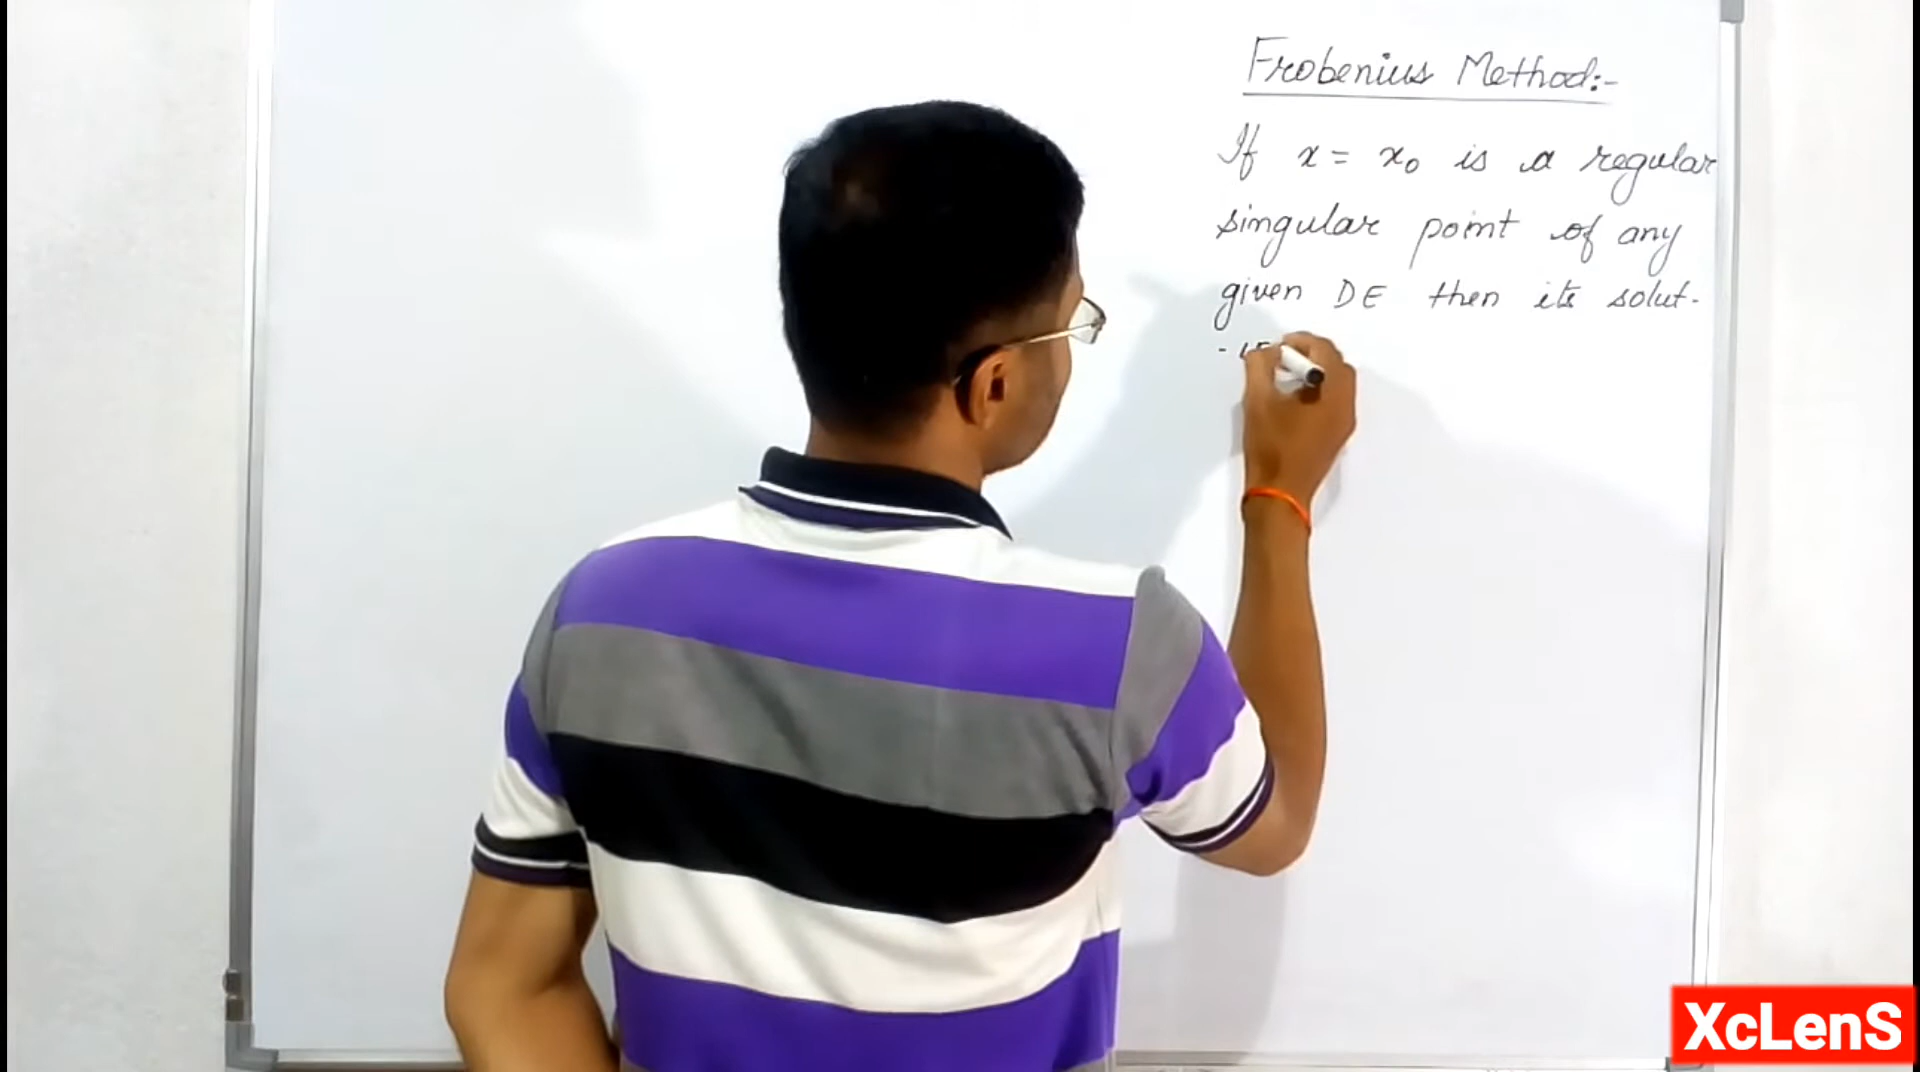 Frobenius Method:-
If x = x₀ is a regular
singular point of any
given DE then its solut-
XcLenS